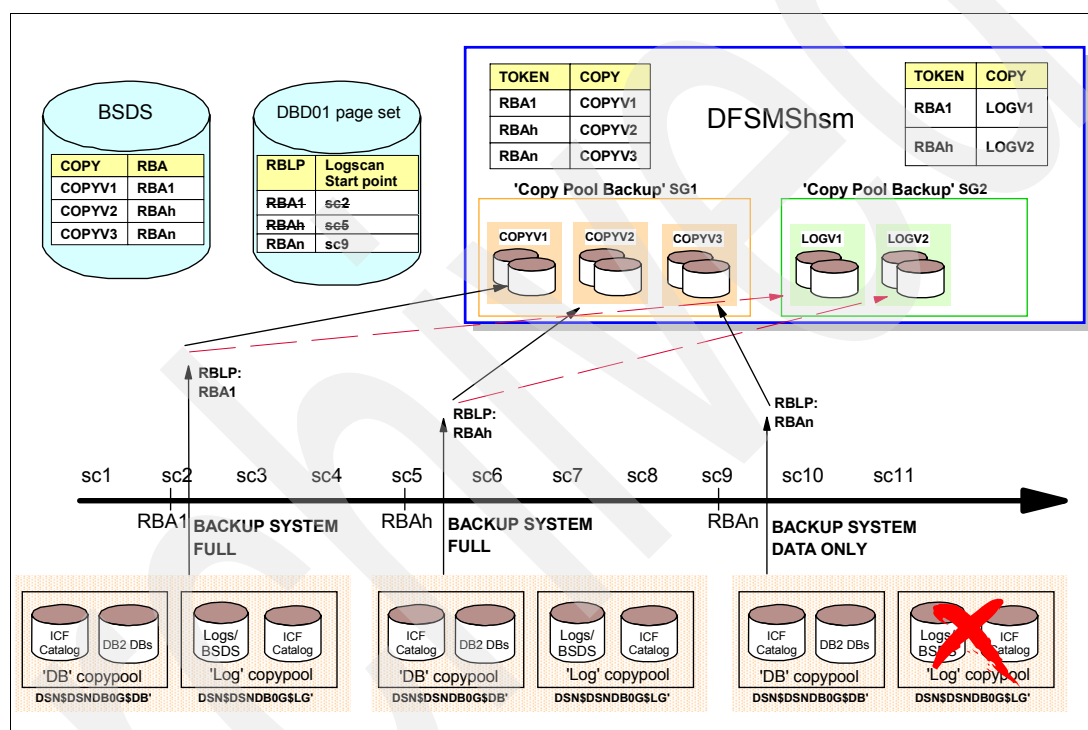 BSDS
COPY RBA
COPYV1 RBA1
COPYV2 RBAh
COPYV3 RBAn
DBD01 page set
RBLP Logscan
Start point
RBA1 sc2
RBAh sc5
RBAn sc9
TOKEN COPY
RBA1 COPYV1
RBAh COPYV2
RBAn COPYV3
DFSMShsm
TOKEN COPY
RBA1 LOGV1
RBAh LOGV2
'Copy Pool Backup' SG1
COPYV1 COPYV2 COPYV3
'Copy Pool Backup' SG2
LOGV1 LOGV2
RBLP:
RBA1
RBLP:
RBAh
RBLP:
RBAn
sc1 sc2 sc3 sc4 sc5 sc6 sc7 sc8 sc9 sc10 sc11
RBA1 RBAh RBAn
BACKUP SYSTEM
FULL
BACKUP SYSTEM
FULL
BACKUP SYSTEM
DATA ONLY
ICF
Catalog
DB2 DBs
'DB' copypool
DSN$DSNDB0G$DB'
Logs/
BSDS
ICF
Catalog
'Log' copypool
DSN$DSNDB0G$LG'
ICF
Catalog
DB2 DBs
'DB' copypool
DSN$DSNDB0G$DB'
Logs/
BSDS
ICF
Catalog
'Log' copypool
DSN$DSNDB0G$LG'
ICF
Catalog
DB2 DBs
'DB' copypool
DSN$DSNDB0G$DB'
Logs/
BSDS
ICF
Catalog
'Log' copypool
DSN$DSNDB0G$LG'